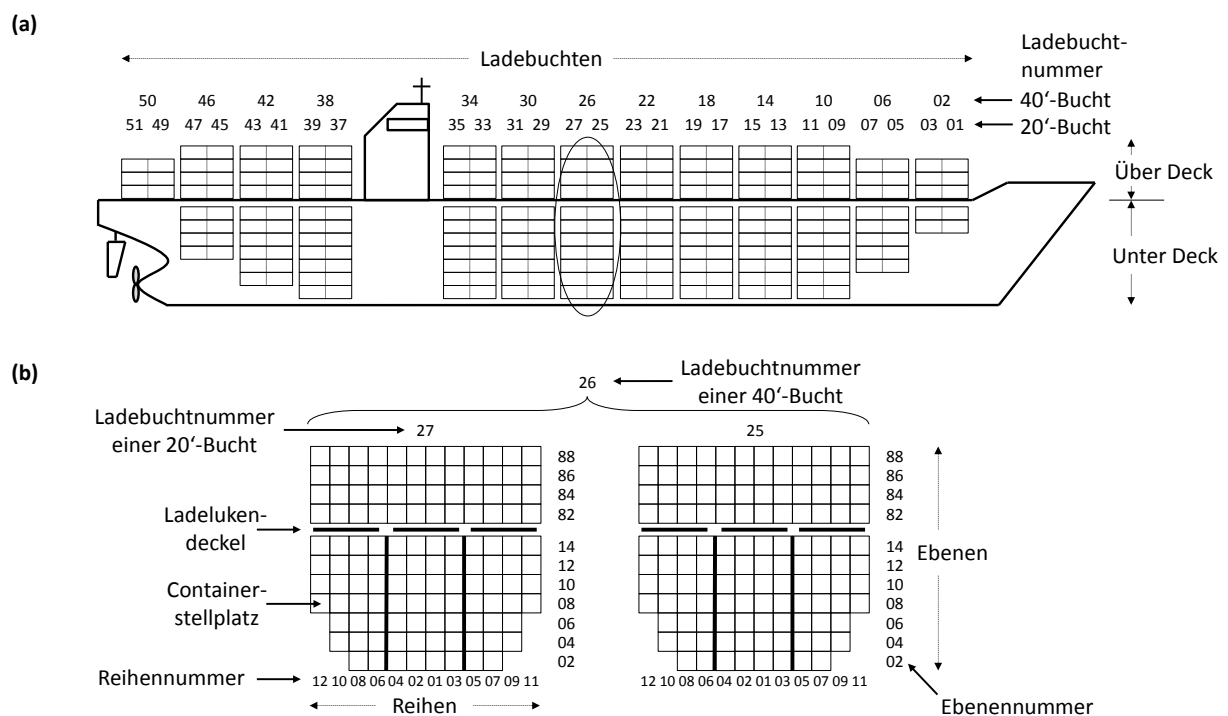 (a)
Ladebuchten
Ladebucht-
nummer
50 46 42 38 34 30 26 22 18 14 10 06 02 40‘-Bucht
51 49 47 45 43 41 39 37 35 33 31 29 27 25 23 21 19 17 15 13 11 09 07 05 03 01 20‘-Bucht
Über Deck
Unter Deck
(b)
26
Ladebuchtnummer
einer 40‘-Bucht
Ladebuchtnummer
einer 20‘-Bucht
27 25
88 88
86 86
84 84
82 82
Ladeluken-
deckel
14 14
12 12
10 10
08 08
06 06
04 04
02 02
Ebenen
Container-
stellplatz
Reihennummer
12 10 08 06 04 02 01 03 05 07 09 11 12 10 08 06 04 02 01 03 05 07 09 11
Reihen
Ebenennummer